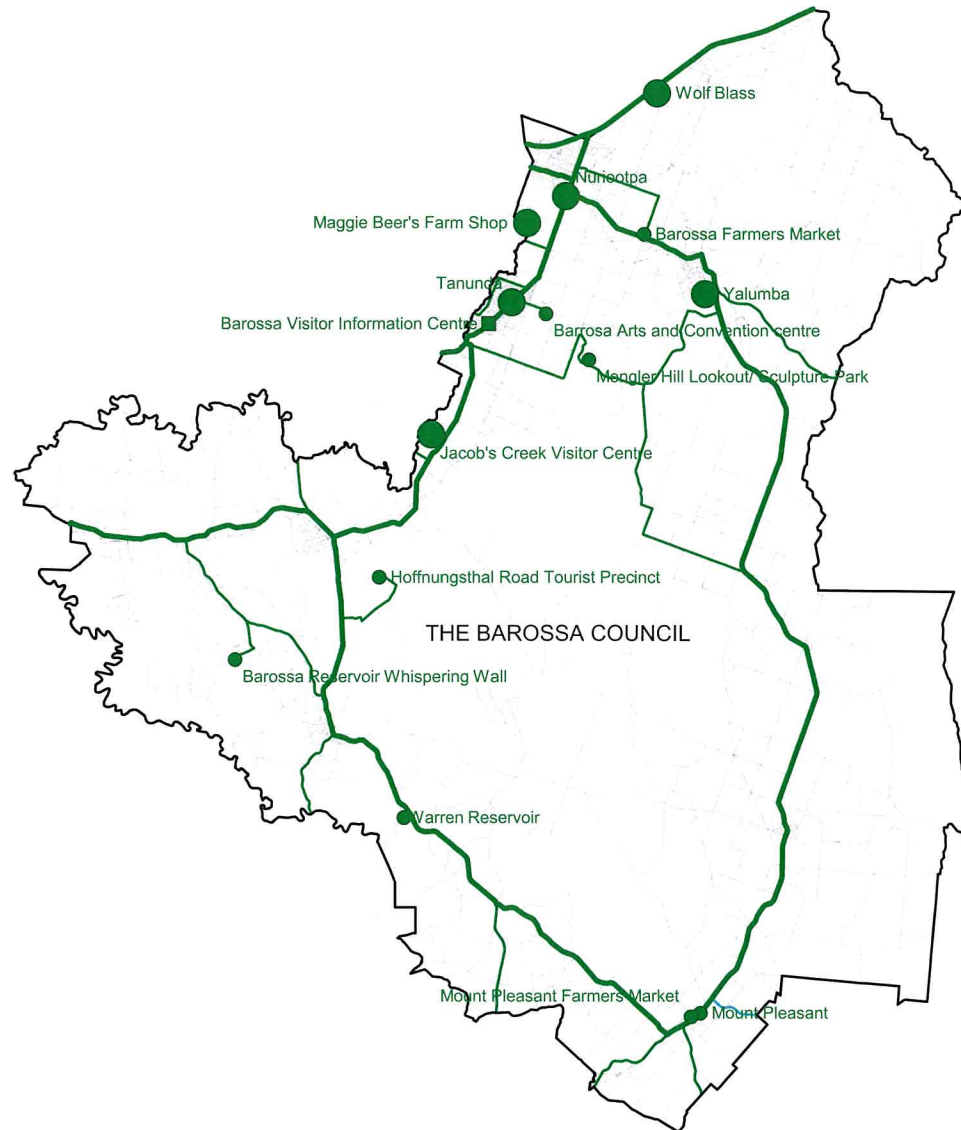 Wolf Blass
Nuriootpa
Maggie Beer's Farm Shop
Barossa Farmers Market
Tanunda
Yalumba
Barossa Visitor Information Centre
Barrosa Arts and Convention centre
Mengler Hill Lookout/ Sculpture Park
Jacob's Creek Visitor Centre
Hoffnungsthal Road Tourist Precinct
THE BAROSSA COUNCIL
Barossa Reservoir Whispering Wall
Warren Reservoir
Mount Pleasant Farmers Market
Mount Pleasant